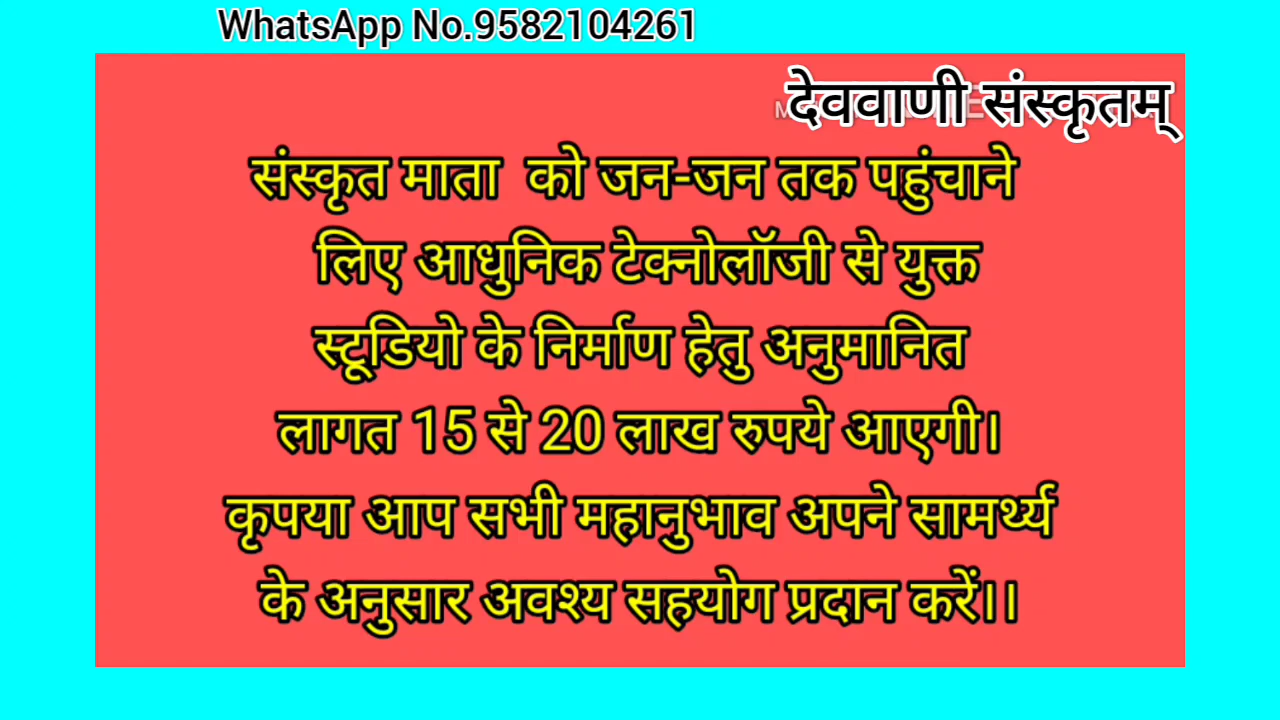 WhatsApp No.9582104261
देववाणी संस्कृतम्
संस्कृत माता को जन-जन तक पहुंचाने
लिए आधुनिक टेक्नोलॉजी से युक्त
स्टूडियो के निर्माण हेतु अनुमानित
लागत 15 से 20 लाख रुपये आएगी।
कृपया आप सभी महानुभाव अपने सामर्थ्य
के अनुसार अवश्य सहयोग प्रदान करें।।